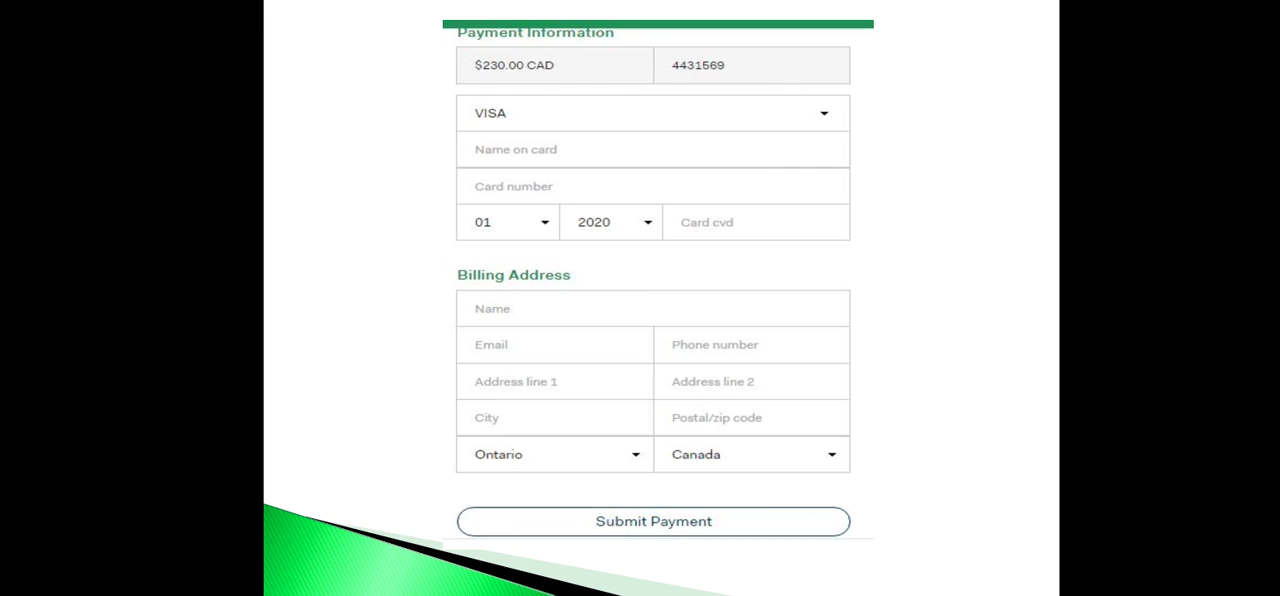 Payment Information
$230.00 CAD 4431569
VISA
Name on card
Card number
01 2020 Card cvd
Billing Address
Name
Email Phone number
Address line 1 Address line 2
City Postal/zip code
Ontario Canada
Submit Payment